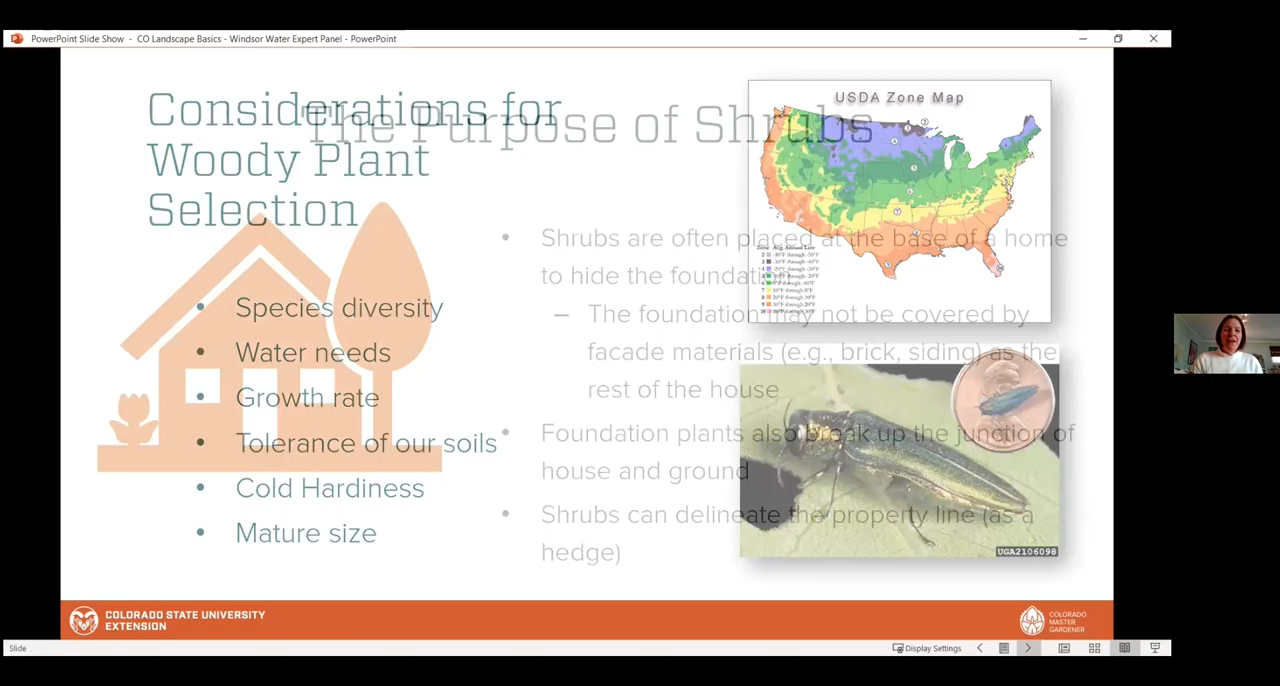 PowerPoint Slide Show - CO Landscape Basics - Windsor Water Expert Panel - PowerPoint
Considerations for
Woody Plant
Selection
• Species diversity
• Water needs
• Growth rate
• Tolerance of our soils
• Cold Hardiness
• Mature size
The Purpose of Shrubs
• Shrubs are often placed at the base of a home
to hide the foundation
– The foundation may not be covered by
facade materials (e.g., brick, siding) as the
rest of the house
• Foundation plants also break up the junction of
house and ground
• Shrubs can delineate the property line (as a
hedge)
USDA Zone Map
Zone Avg. Annual Low
UGA2106098
COLORADO STATE UNIVERSITY
EXTENSION
COLORADO
MASTER
GARDENER
Slide
Display Settings